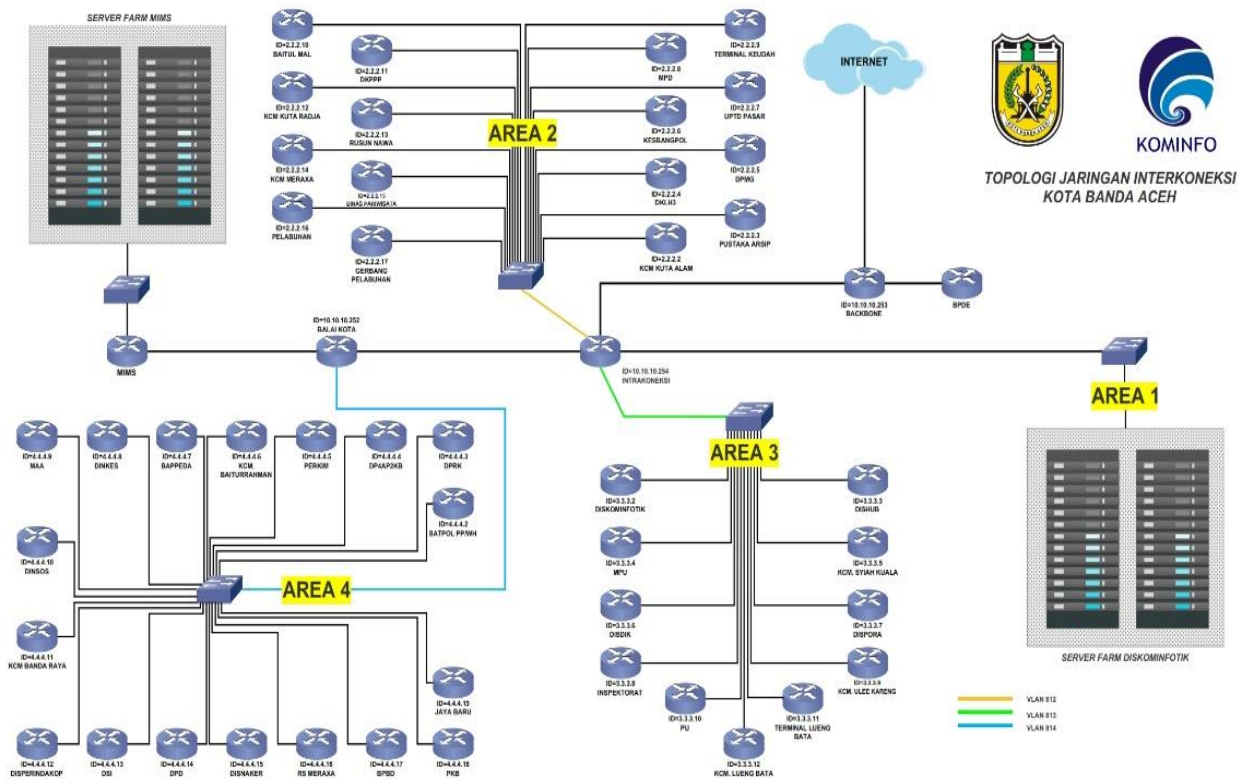 SERVER FARM MIMS
ID=2.2.2.10
BAITUL MAL
ID=2.2.2.11
DKPPP
ID=2.2.2.12
KCM KUTA RADJA
ID=2.2.2.13
RUSUN NAWA
ID=2.2.2.14
KCM MERAXA
ID=2.2.2.15
DINAS PARIWISATA
ID=2.2.2.16
PELABUHAN
ID=2.2.2.17
GERBANG
PELABUHAN
AREA 2
ID=2.2.2.9
TERMINAL KEUDAH
ID=2.2.2.8
MPD
ID=2.2.2.7
UPTD PASAR
ID=2.2.2.6
KESBANGPOL
ID=2.2.2.5
DPMG
ID=2.2.2.4
DKLH3
ID=2.2.2.3
PUSTAKA ARSIP
ID=2.2.2.2
KCM KUTA ALAM
INTERNET
KOMINFO
TOPOLOGI JARINGAN INTERKONEKSI
KOTA BANDA ACEH
ID=10.10.10.253
BACKBONE
BPDE
MIMS
ID=10.10.10.252
BALAI KOTA
ID=10.10.10.254
INTRAKONEKSI
AREA 1
SERVER FARM DISKOMINFOTIK
ID=4.4.4.9
MAA
ID=4.4.4.8
DINKES
ID=4.4.4.7
BAPPEDA
ID=4.4.4.6
KCM.
BAITURRAHMAN
ID=4.4.4.5
PERKIM
ID=4.4.4.4
DP4AP2KB
ID=4.4.4.3
DPRK
ID=4.4.4.2
SATPOL PP/WH
ID=4.4.4.10
DINSOS
AREA 4
ID=4.4.4.11
KCM BANDA RAYA
ID=4.4.4.19
JAYA BARU
ID=4.4.4.12
DISPERINDAKOP
ID=4.4.4.13
DSI
ID=4.4.4.14
DPD
ID=4.4.4.15
DISNAKER
ID=4.4.4.16
RS MERAXA
ID=4.4.4.17
BPBD
ID=4.4.4.18
PKB
AREA 3
ID=3.3.3.2
DISKOMINFOTIK
ID=3.3.3.3
DISHUB
ID=3.3.3.4
MPU
ID=3.3.3.5
KCM. SYIAH KUALA
ID=3.3.3.6
DISDIK
ID=3.3.3.7
DISPORA
ID=3.3.3.8
INSPEKTORAT
ID=3.3.3.9
KCM. ULEE KARENG
ID=3.3.3.10
PU
ID=3.3.3.11
TERMINAL LUENG
BATA
ID=3.3.3.12
KCM. LUENG BATA
VLAN 812
VLAN 813
VLAN 814